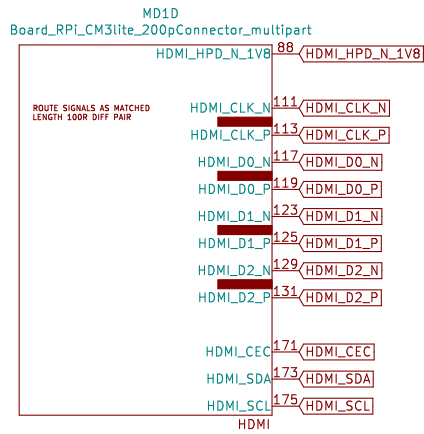 MD1D
Board_RPi_CM3lite_200pConnector_multipart
HDMI_HPD_N_1V8 88 HDMI_HPD_N_1V8
ROUTE SIGNALS AS MATCHED
LENGTH 100R DIFF PAIR
HDMI_CLK_N 111 HDMI_CLK_N
HDMI_CLK_P 113 HDMI_CLK_P
HDMI_D0_N 117 HDMI_D0_N
HDMI_D0_P 119 HDMI_D0_P
HDMI_D1_N 123 HDMI_D1_N
HDMI_D1_P 125 HDMI_D1_P
HDMI_D2_N 129 HDMI_D2_N
HDMI_D2_P 131 HDMI_D2_P
HDMI_CEC 171 HDMI_CEC
HDMI_SDA 173 HDMI_SDA
HDMI_SCL 175 HDMI_SCL
HDMI